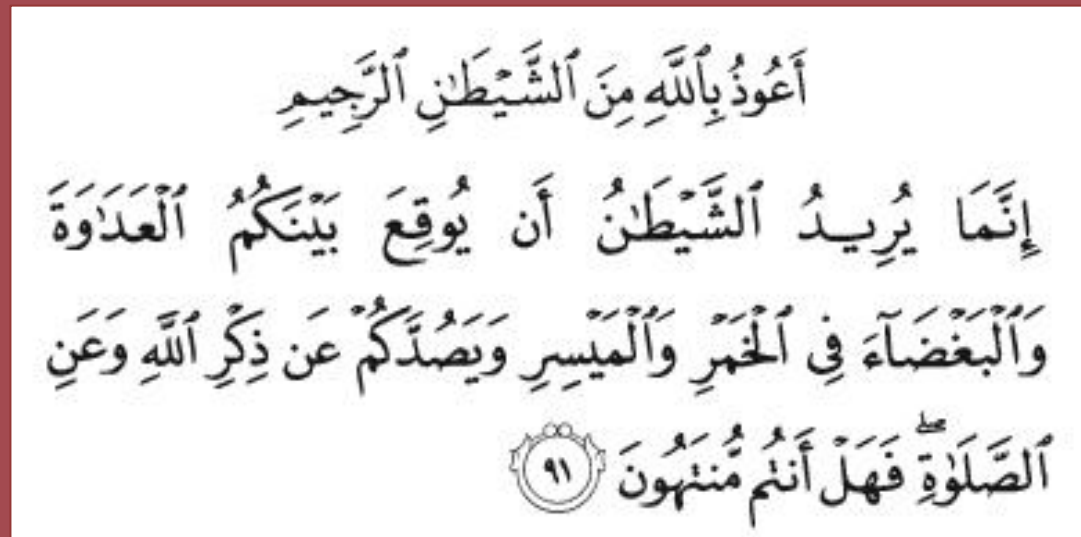 أَعُوذُ بِٱللَّهِ مِنَ ٱلشَّيۡطَٰنِ ٱلرَّجِيمِ
إِنَّمَا يُرِيدُ ٱلشَّيۡطَٰنُ أَن يُوقِعَ بَيۡنَكُمُ ٱلۡعَدَٰوَةَ
وَٱلۡبَغۡضَآءَ فِي ٱلۡخَمۡرِ وَٱلۡمَيۡسِرِ وَيَصُدَّكُمۡ عَن ذِكۡرِ ٱللَّهِ وَعَنِ
ٱلصَّلَوٰةِۖ فَهَلۡ أَنتُم مُّنتَهُونَ ٩١